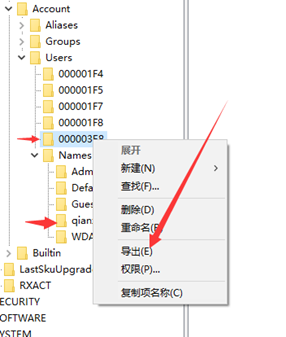 Account
Aliases
Groups
Users
000001F4
000001F5
000001F7
000001F8
000003E8
Names
Adm
Defa
Gues
qian
WDA
Builtin
LastSkuUpgrade
RXACT
ECURITY
OFTWARE
YSTEM
展开
新建(N)
查找(F)...
删除(D)
重命名(
导出(E)
权限(P)...
复制项名称(C)